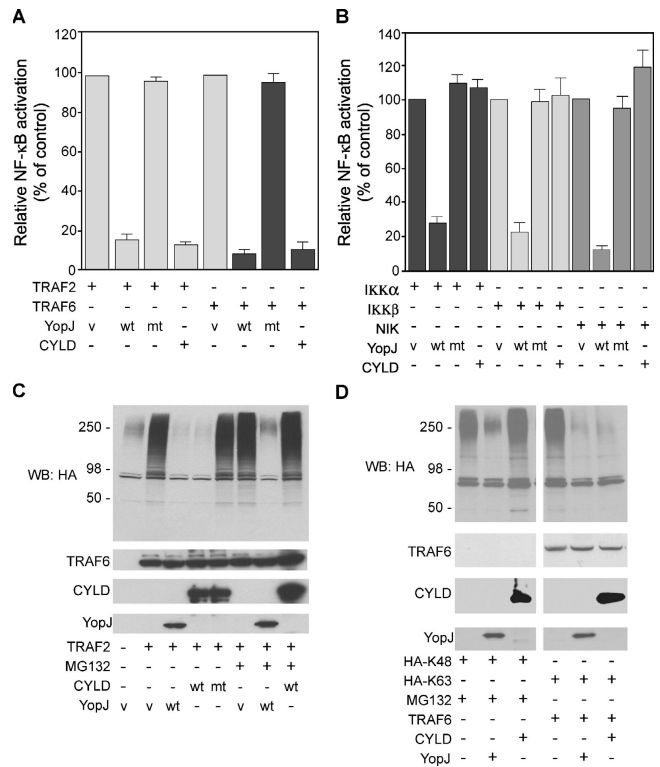 A
Relative NF-κB activation
(% of control)
120
100
80
60
40
20
0
TRAF2 + + + + - - - -
TRAF6 - - - - + + + +
YopJ v wt mt - v wt mt -
CYLD - - - + - - - +
B
Relative NF-κB activation
(% of control)
140
120
100
80
60
40
20
0
IKKα + + + + - - - - - - - -
IKKβ - - - - + + + + - - - -
NIK - - - - - - - - + + + +
YopJ v wt mt - v wt mt - v wt mt -
CYLD - - - + - - - + - - - +
C
250 -
98 -
50 -
WB: HA
TRAF6
CYLD
YopJ
TRAF2 - + + + + + + +
MG132 - - - - - + + +
CYLD - - - wt mt - - wt
YopJ v v wt - - v wt -
D
250 -
98 -
50 -
WB: HA
TRAF6
CYLD
YopJ
HA-K48 + + + - - -
HA-K63 - - - + + +
MG132 + + + - - -
TRAF6 - - - + + +
CYLD - - + - - +
YopJ - + - - + -